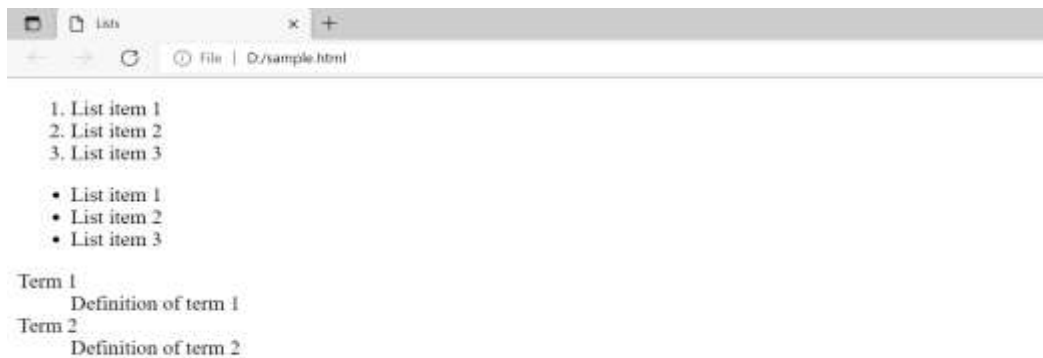 Lists
File | D:/sample.html
1. List item 1
2. List item 2
3. List item 3
• List item 1
• List item 2
• List item 3
Term 1
Definition of term 1
Term 2
Definition of term 2